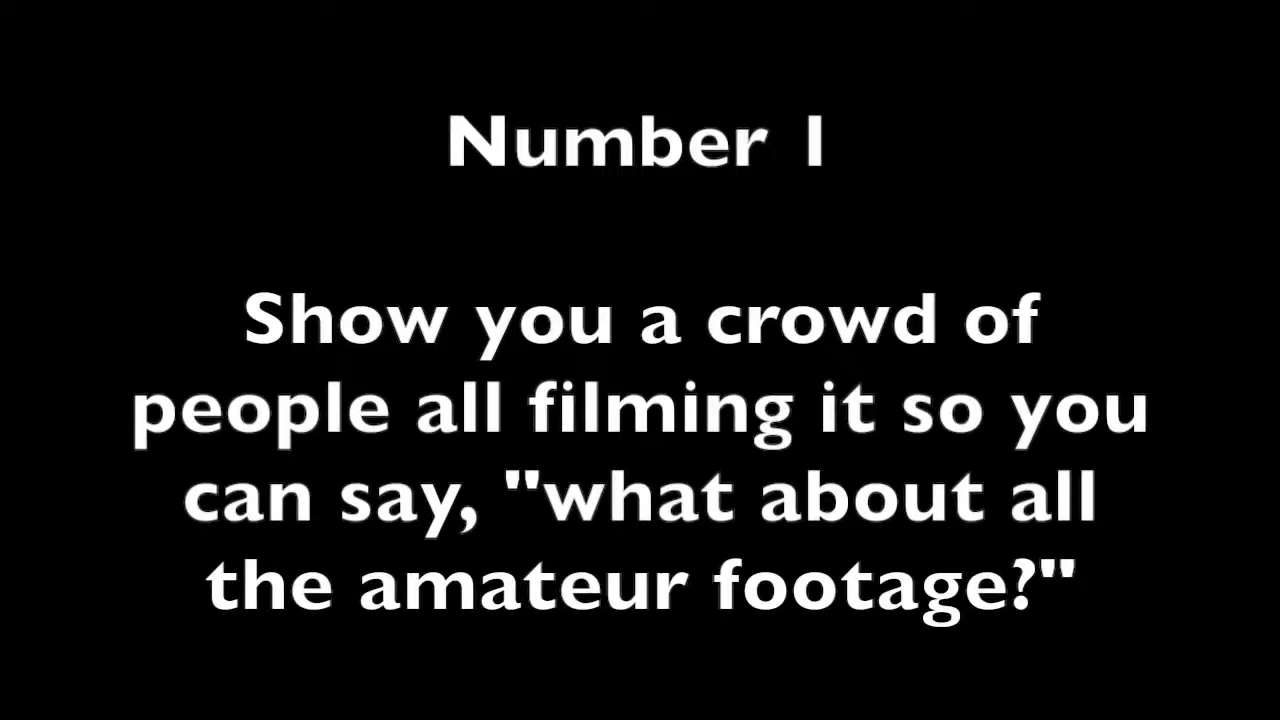 Number 1
Show you a crowd of
people all filming it so you
can say, "what about all
the amateur footage?"